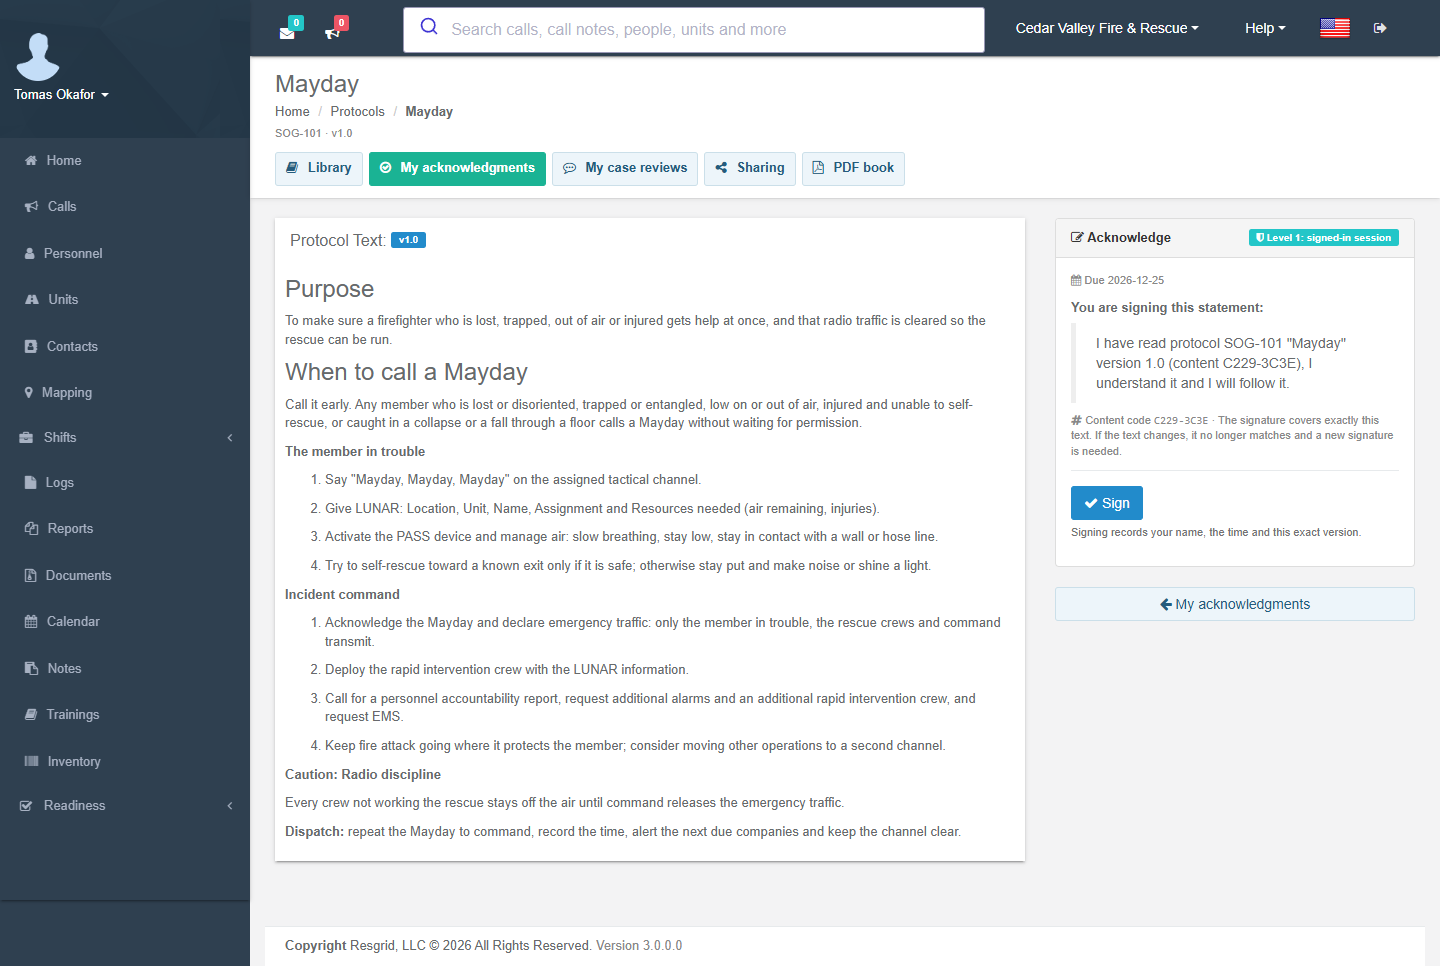 0
0
Search calls, call notes, people, units and more
Cedar Valley Fire & Rescue
Help
Tomas Okafor
Home
Calls
Personnel
Units
Contacts
Mapping
Shifts
Logs
Reports
Documents
Calendar
Notes
Trainings
Inventory
Readiness
Mayday
Home / Protocols / Mayday
SOG-101 · v1.0
Library
My acknowledgments
My case reviews
Sharing
PDF book
Protocol Text: v1.0
Purpose
To make sure a firefighter who is lost, trapped, out of air or injured gets help at once, and that radio traffic is cleared so the
rescue can be run.
When to call a Mayday
Call it early. Any member who is lost or disoriented, trapped or entangled, low on or out of air, injured and unable to self-
rescue, or caught in a collapse or a fall through a floor calls a Mayday without waiting for permission.
The member in trouble
1. Say "Mayday, Mayday, Mayday" on the assigned tactical channel.
2. Give LUNAR: Location, Unit, Name, Assignment and Resources needed (air remaining, injuries).
3. Activate the PASS device and manage air: slow breathing, stay low, stay in contact with a wall or hose line.
4. Try to self-rescue toward a known exit only if it is safe; otherwise stay put and make noise or shine a light.
Incident command
1. Acknowledge the Mayday and declare emergency traffic: only the member in trouble, the rescue crews and command
transmit.
2. Deploy the rapid intervention crew with the LUNAR information.
3. Call for a personnel accountability report, request additional alarms and an additional rapid intervention crew, and
request EMS.
4. Keep fire attack going where it protects the member; consider moving other operations to a second channel.
Caution: Radio discipline
Every crew not working the rescue stays off the air until command releases the emergency traffic.
Dispatch: repeat the Mayday to command, record the time, alert the next due companies and keep the channel clear.
Acknowledge
Level 1: signed-in session
Due 2026-12-25
You are signing this statement:
I have read protocol SOG-101 "Mayday"
version 1.0 (content C229-3C3E), I
understand it and I will follow it.
Content code C229-3C3E · The signature covers exactly this
text. If the text changes, it no longer matches and a new signature
is needed.
Sign
Signing records your name, the time and this exact version.
My acknowledgments
Copyright Resgrid, LLC © 2026 All Rights Reserved. Version 3.0.0.0